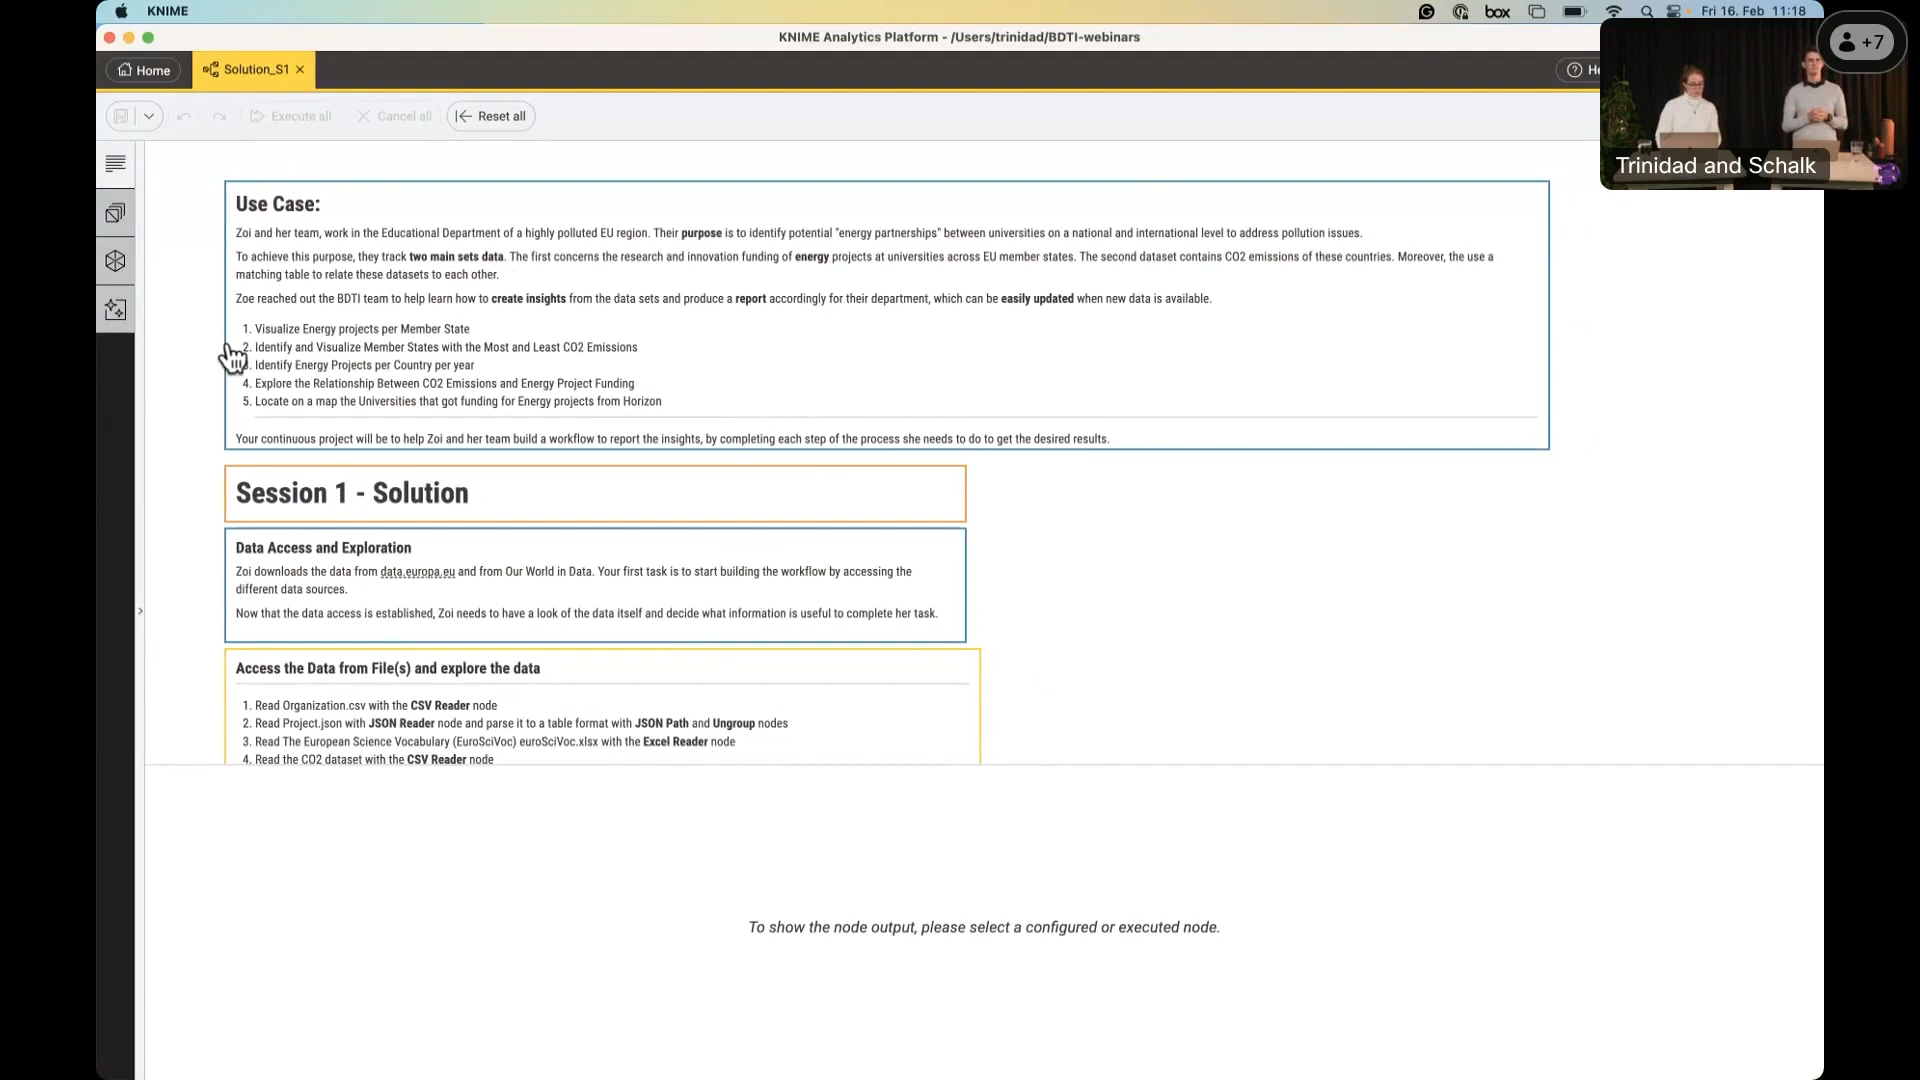 KNIME
box
Fri 16. Feb 11:18
KNIME Analytics Platform - /Users/trinidad/BDTI-webinars
+7
Home
Solution_S1
Execute all
Cancel all
Reset all
Trinidad and Schalk
Use Case:
Zoi and her team, work in the Educational Department of a highly polluted EU region. Their purpose is to identify potential "energy partnerships" between universities on a national and international level to address pollution issues.
To achieve this purpose, they track two main sets data. The first concerns the research and innovation funding of energy projects at universities across EU member states. The second dataset contains CO2 emissions of these countries. Moreover, the use a
matching table to relate these datasets to each other.
Zoe reached out the BDTI team to help learn how to create insights from the data sets and produce a report accordingly for their department, which can be easily updated when new data is available.
1. Visualize Energy projects per Member State
2. Identify and Visualize Member States with the Most and Least CO2 Emissions
3. Identify Energy Projects per Country per year
4. Explore the Relationship Between CO2 Emissions and Energy Project Funding
5. Locate on a map the Universities that got funding for Energy projects from Horizon
Your continuous project will be to help Zoi and her team build a workflow to report the insights, by completing each step of the process she needs to do to get the desired results.
Session 1 - Solution
Data Access and Exploration
Zoi downloads the data from data.europa.eu and from Our World in Data. Your first task is to start building the workflow by accessing the
different data sources.
Now that the data access is established, Zoi needs to have a look of the data itself and decide what information is useful to complete her task.
Access the Data from File(s) and explore the data
1. Read Organization.csv with the CSV Reader node
2. Read Project.json with JSON Reader node and parse it to a table format with JSON Path and Ungroup nodes
3. Read The European Science Vocabulary (EuroSciVoc) euroSciVoc.xlsx with the Excel Reader node
4. Read the CO2 dataset with the CSV Reader node
To show the node output, please select a configured or executed node.